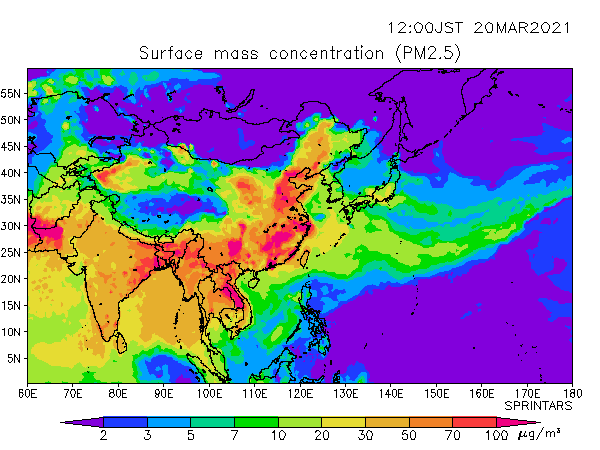 12:00JST 20MAR2021
Surface mass concentration (PM2.5)
55N
50N
45N
40N
35N
30N
25N
20N
15N
10N
5N
60E 70E 80E 90E 100E 110E 120E 130E 140E 150E 160E 170E 180
SPRINTARS
2 3 5 7 10 20 30 50 70 100 μg/m³